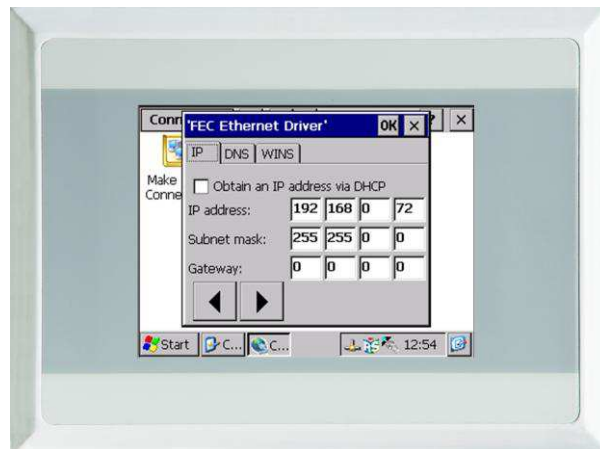 Conn
?
×
'FEC Ethernet Driver'
OK
×
IP
DNS
WINS
Make
Conne
Obtain an IP address via DHCP
IP address: 192 168 0 72
Subnet mask: 255 255 0 0
Gateway: 0 0 0 0
Start
C...
C...
12:54